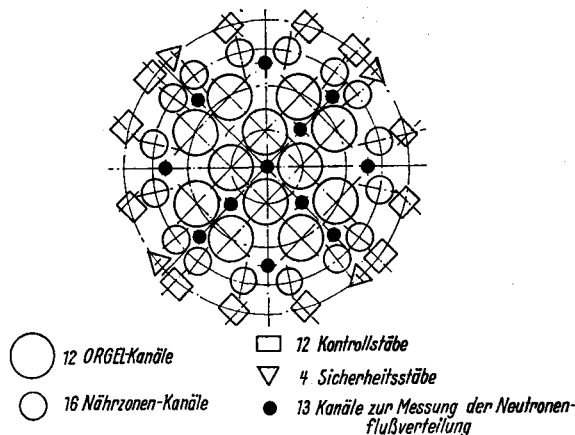 12 ORGEL-Kanäle
16 Nährzonen-Kanäle
12 Kontrollstäbe
4 Sicherheitsstäbe
13 Kanäle zur Messung der Neutronen-
flußverteilung